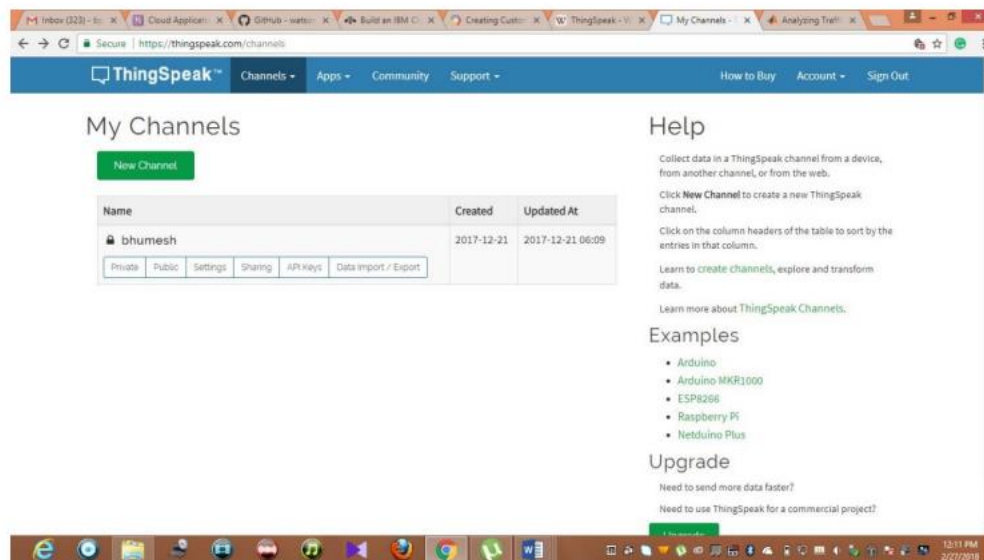 Inbox (323) -
Cloud Applicati
GitHub - watso
Build an IBM C
Creating Custo
ThingSpeak - W
My Channels -
Analyzing Traffi
Secure https://thingspeak.com/channels
ThingSpeak™ Channels Apps Community Support How to Buy Account Sign Out
My Channels
New Channel
Name Created Updated At
bhumesh 2017-12-21 2017-12-21 06:09
Private Public Settings Sharing API Keys Data Import / Export
Help
Collect data in a ThingSpeak channel from a device,
from another channel, or from the web.
Click New Channel to create a new ThingSpeak
channel.
Click on the column headers of the table to sort by the
entries in that column.
Learn to create channels, explore and transform
data.
Learn more about ThingSpeak Channels.
Examples
• Arduino
• Arduino MKR1000
• ESP8266
• Raspberry Pi
• Netduino Plus
Upgrade
Need to send more data faster?
Need to use ThingSpeak for a commercial project?
Upgrade
12:11 PM
2/27/2018